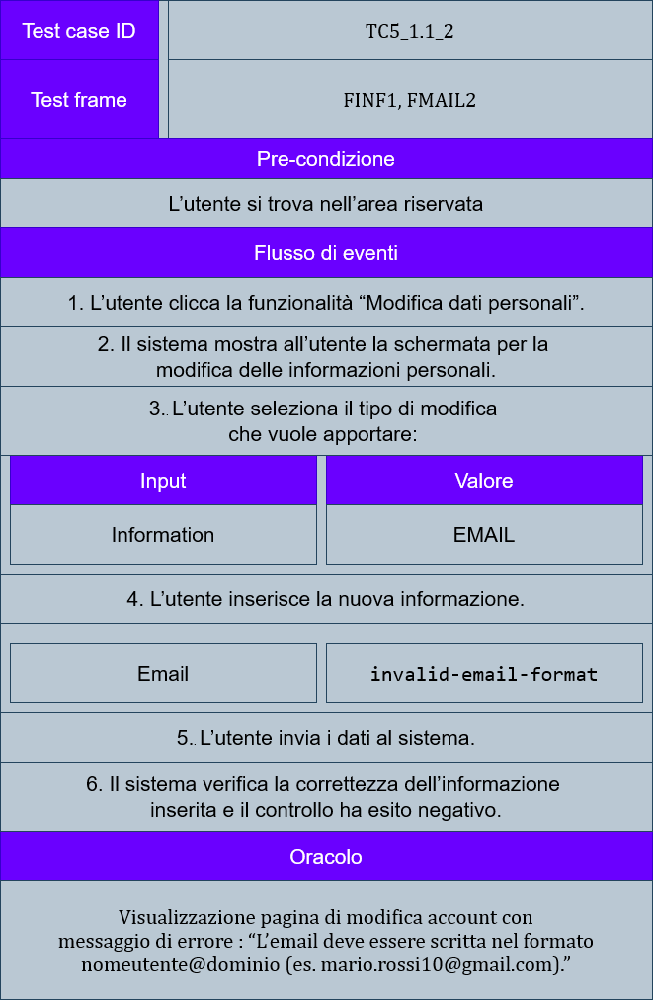 Test case ID
TC5_1.1_2
Test frame
FINF1, FMAIL2
Pre-condizione
L’utente si trova nell’area riservata
Flusso di eventi
1. L’utente clicca la funzionalità “Modifica dati personali”.
2. Il sistema mostra all’utente la schermata per la
modifica delle informazioni personali.
3.. L’utente seleziona il tipo di modifica
che vuole apportare:
Input
Valore
Information
EMAIL
4. L’utente inserisce la nuova informazione.
Email
invalid-email-format
5.. L’utente invia i dati al sistema.
6. Il sistema verifica la correttezza dell’informazione
inserita e il controllo ha esito negativo.
Oracolo
Visualizzazione pagina di modifica account con
messaggio di errore : “L’email deve essere scritta nel formato
nomeutente@dominio (es. mario.rossi10@gmail.com).”